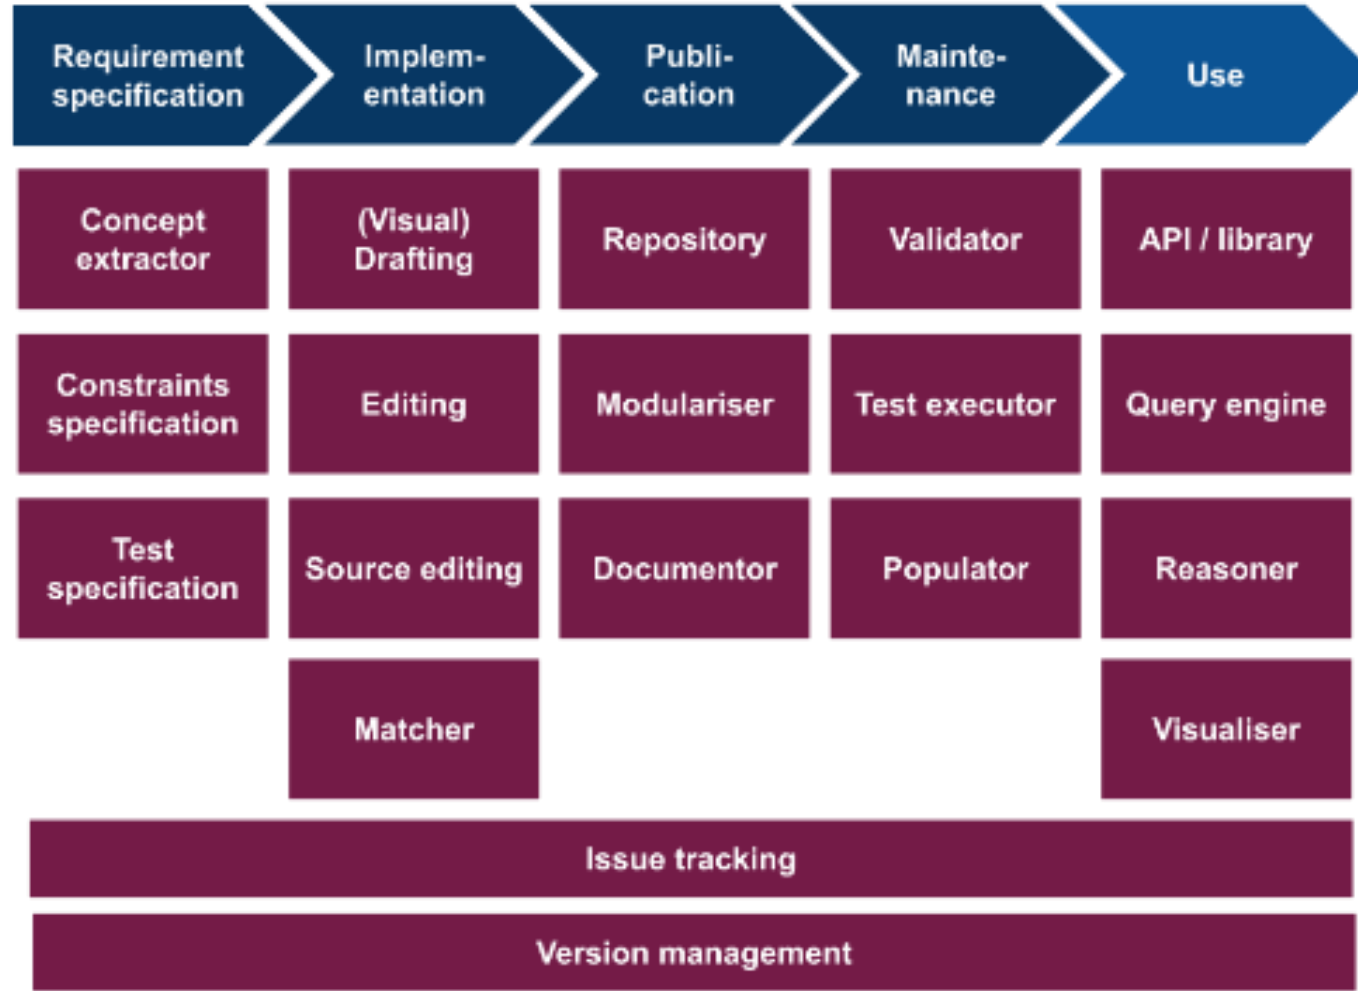 Requirement
specification
Implem-
entation
Publi-
cation
Mainte-
nance
Use
Concept
extractor
(Visual)
Drafting
Repository
Validator
API / library
Constraints
specification
Editing
Modulariser
Test executor
Query engine
Test
specification
Source editing
Documentor
Populator
Reasoner
Matcher
Visualiser
Issue tracking
Version management